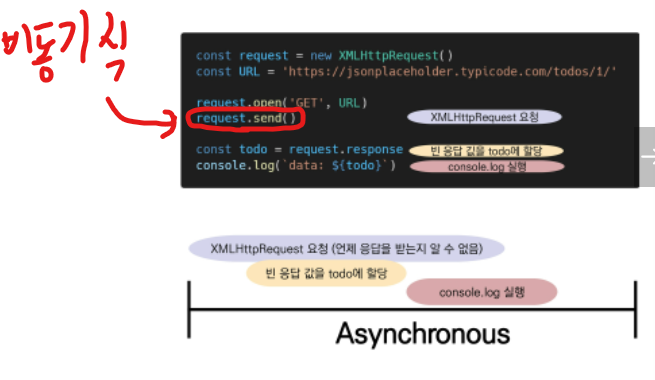 비동기식
const request = new XMLHttpRequest()
const URL = 'https://jsonplaceholder.typicode.com/todos/1/'
request.open('GET', URL)
request.send()
XMLHttpRequest 요청
const todo = request.response
빈 응답 값을 todo에 할당
console.log(`data: ${todo}`)
console.log 실행
XMLHttpRequest 요청 (언제 응답을 받는지 알 수 없음)
빈 응답 값을 todo에 할당
console.log 실행
Asynchronous